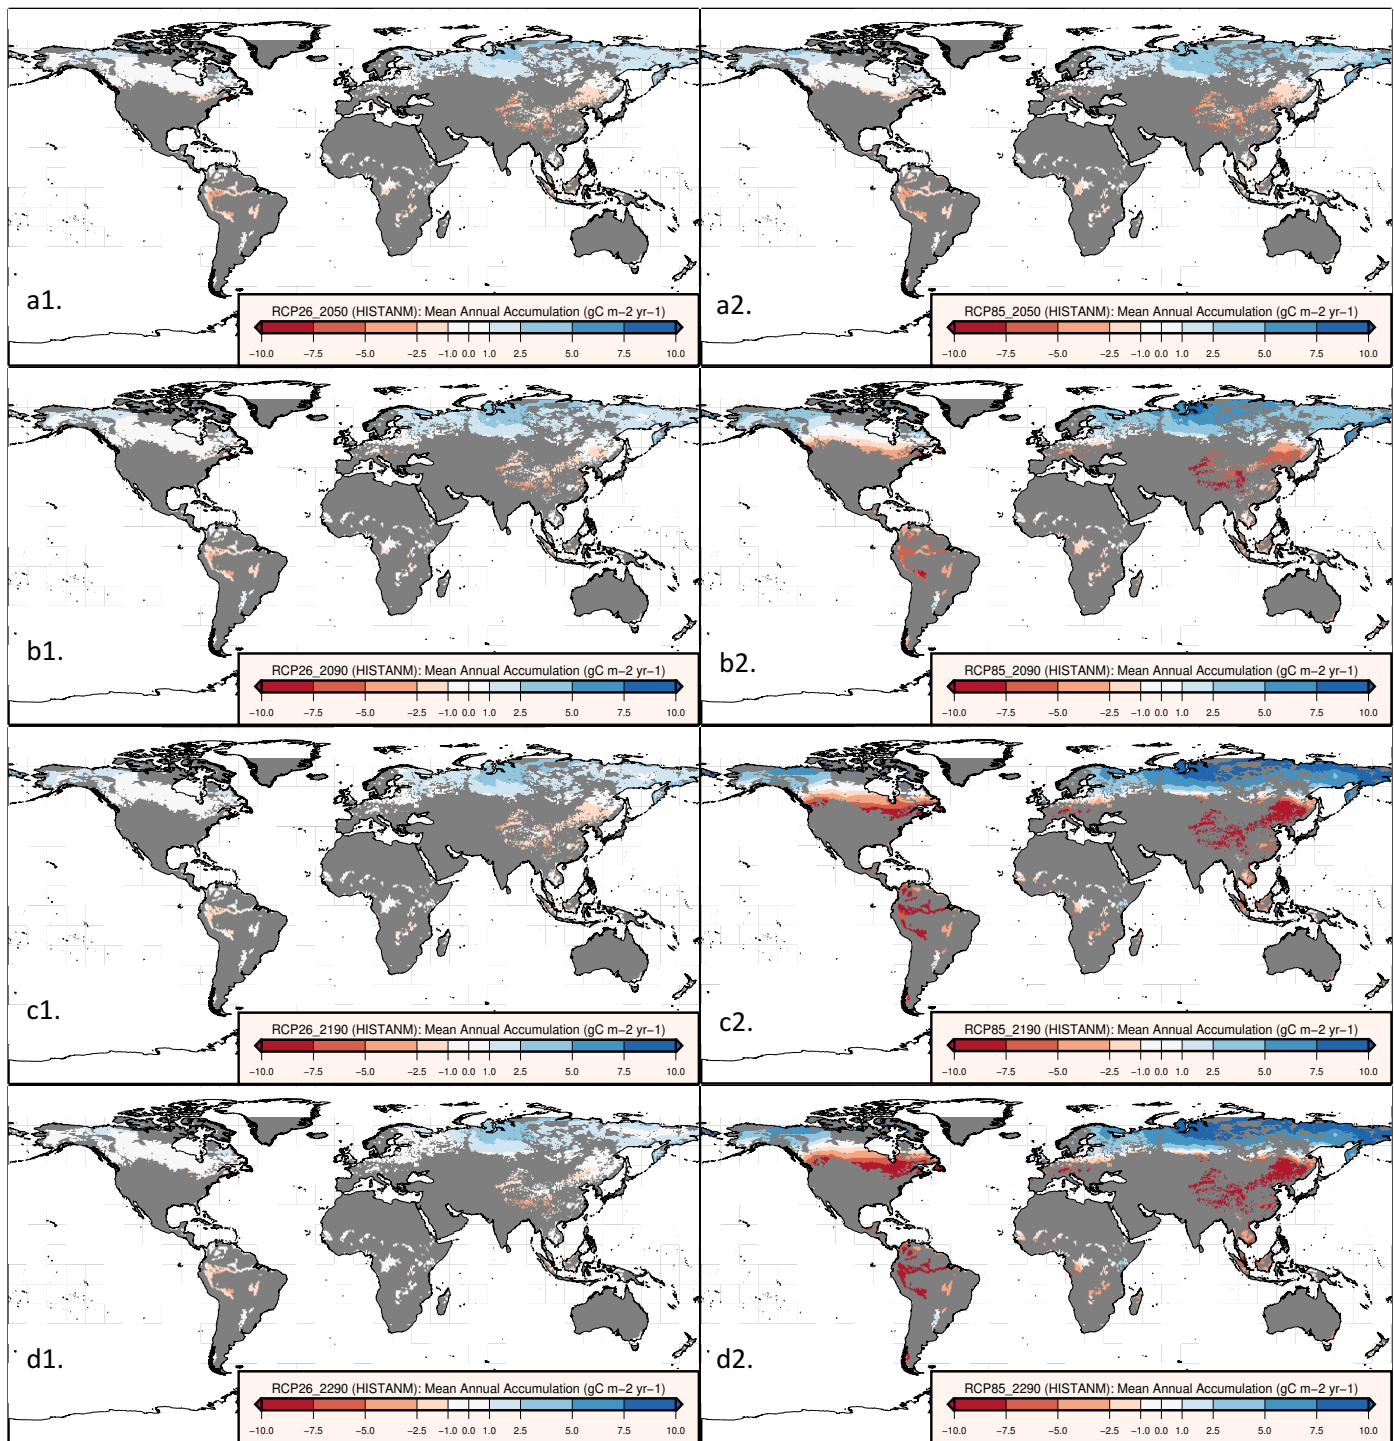 a1.
RCP26_2050 (HISTANM): Mean Annual Accumulation (gC m−2 yr−1)
−10.0 −7.5 −5.0 −2.5 −1.0 0.0 1.0 2.5 5.0 7.5 10.0
a2.
RCP85_2050 (HISTANM): Mean Annual Accumulation (gC m−2 yr−1)
−10.0 −7.5 −5.0 −2.5 −1.0 0.0 1.0 2.5 5.0 7.5 10.0
b1.
RCP26_2090 (HISTANM): Mean Annual Accumulation (gC m−2 yr−1)
−10.0 −7.5 −5.0 −2.5 −1.0 0.0 1.0 2.5 5.0 7.5 10.0
b2.
RCP85_2090 (HISTANM): Mean Annual Accumulation (gC m−2 yr−1)
−10.0 −7.5 −5.0 −2.5 −1.0 0.0 1.0 2.5 5.0 7.5 10.0
c1.
RCP26_2190 (HISTANM): Mean Annual Accumulation (gC m−2 yr−1)
−10.0 −7.5 −5.0 −2.5 −1.0 0.0 1.0 2.5 5.0 7.5 10.0
c2.
RCP85_2190 (HISTANM): Mean Annual Accumulation (gC m−2 yr−1)
−10.0 −7.5 −5.0 −2.5 −1.0 0.0 1.0 2.5 5.0 7.5 10.0
d1.
RCP26_2290 (HISTANM): Mean Annual Accumulation (gC m−2 yr−1)
−10.0 −7.5 −5.0 −2.5 −1.0 0.0 1.0 2.5 5.0 7.5 10.0
d2.
RCP85_2290 (HISTANM): Mean Annual Accumulation (gC m−2 yr−1)
−10.0 −7.5 −5.0 −2.5 −1.0 0.0 1.0 2.5 5.0 7.5 10.0